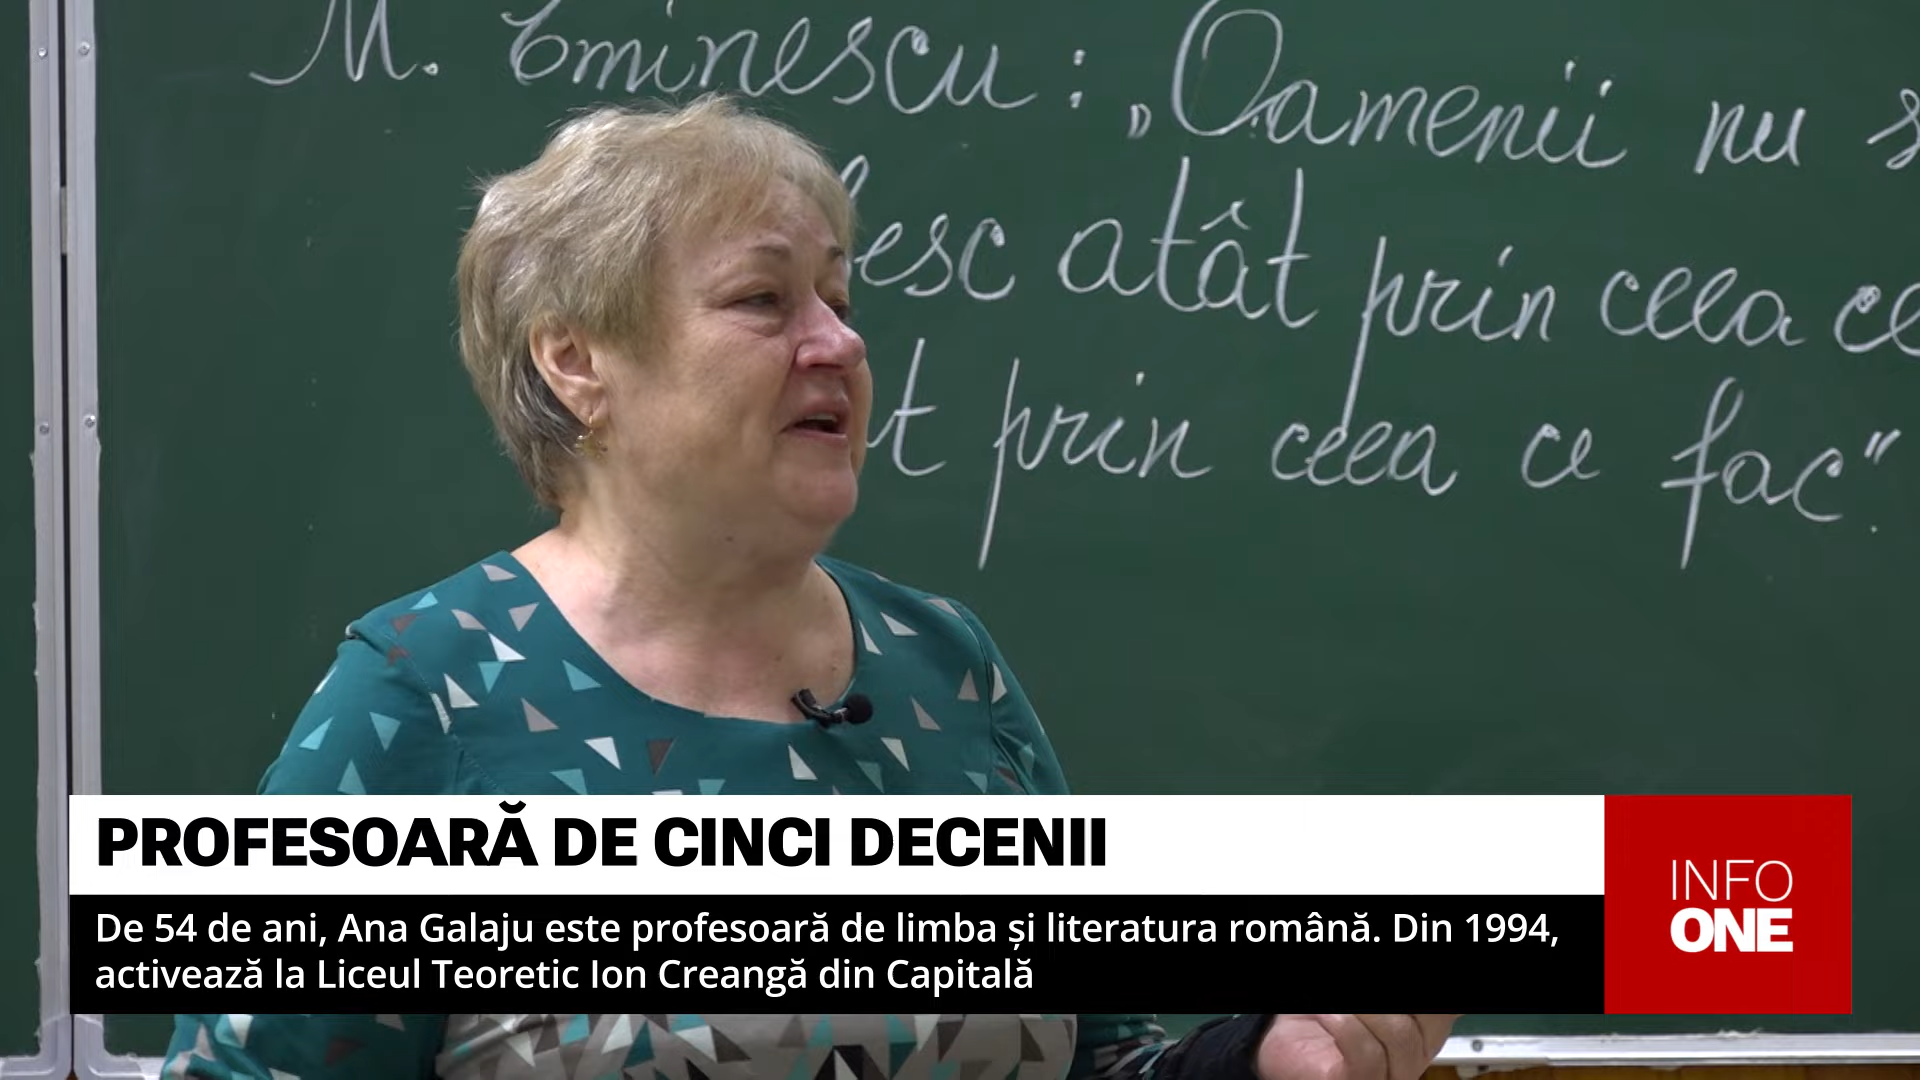 M. Eminescu: „Oamenii nu
esc atât prin ceea ce
prin ceea ce fac".
PROFESOARĂ DE CINCI DECENII
De 54 de ani, Ana Galaju este profesoară de limba și literatura română. Din 1994,
activează la Liceul Teoretic Ion Creangă din Capitală
INFO
ONE